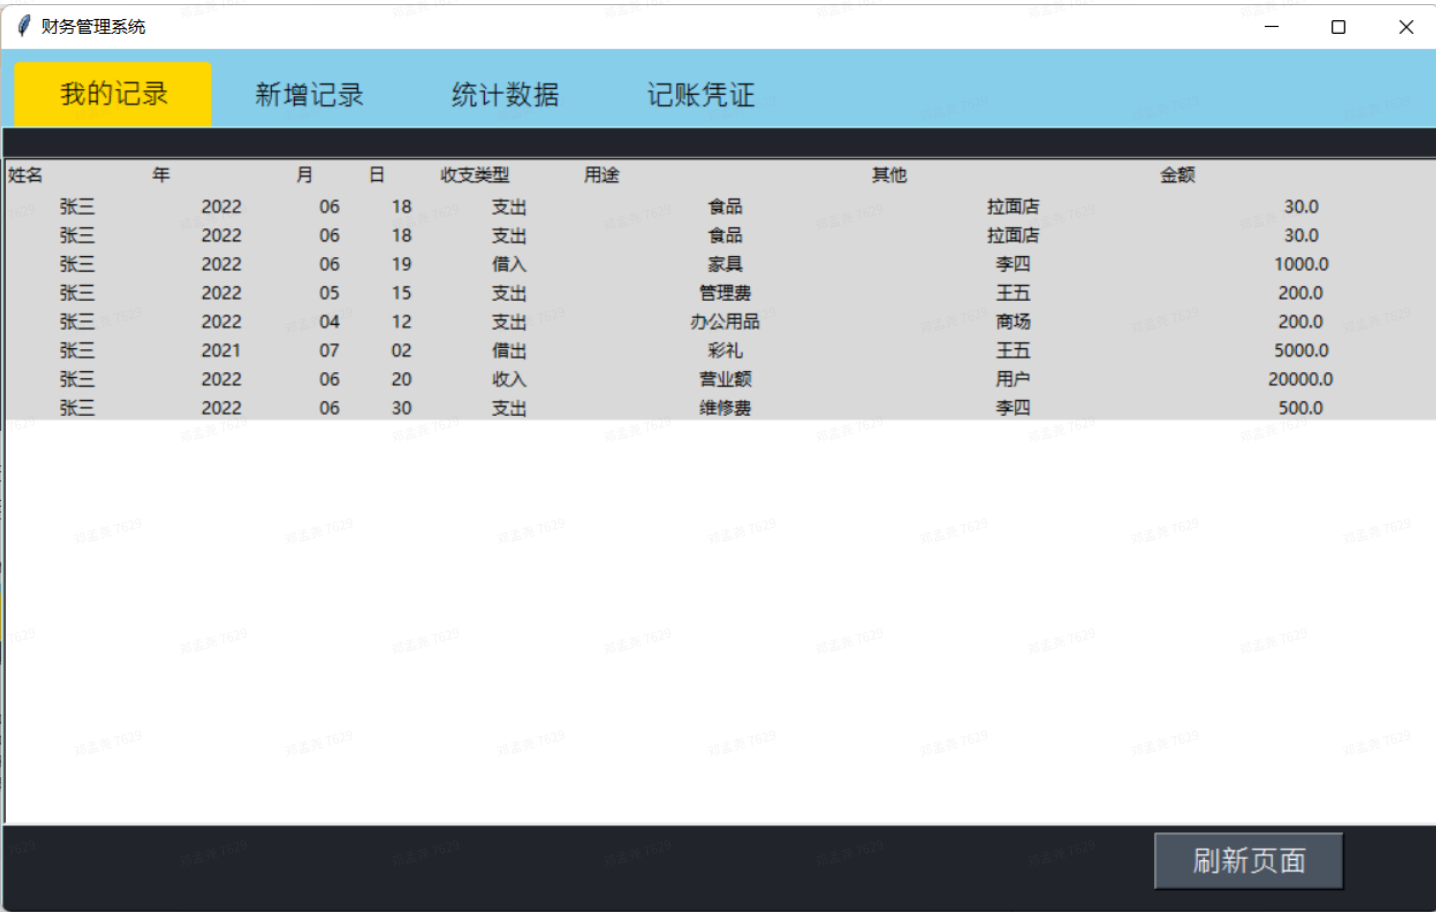 财务管理系统
我的记录 新增记录 统计数据 记账凭证
姓名 年 月 日 收支类型 用途 其他 金额
张三 2022 06 18 支出 食品 拉面店 30.0
张三 2022 06 18 支出 食品 拉面店 30.0
张三 2022 06 19 借入 家具 李四 1000.0
张三 2022 05 15 支出 管理费 王五 200.0
张三 2022 04 12 支出 办公用品 商场 200.0
张三 2021 07 02 借出 彩礼 王五 5000.0
张三 2022 06 20 收入 营业额 用户 20000.0
张三 2022 06 30 支出 维修费 李四 500.0
刷新页面